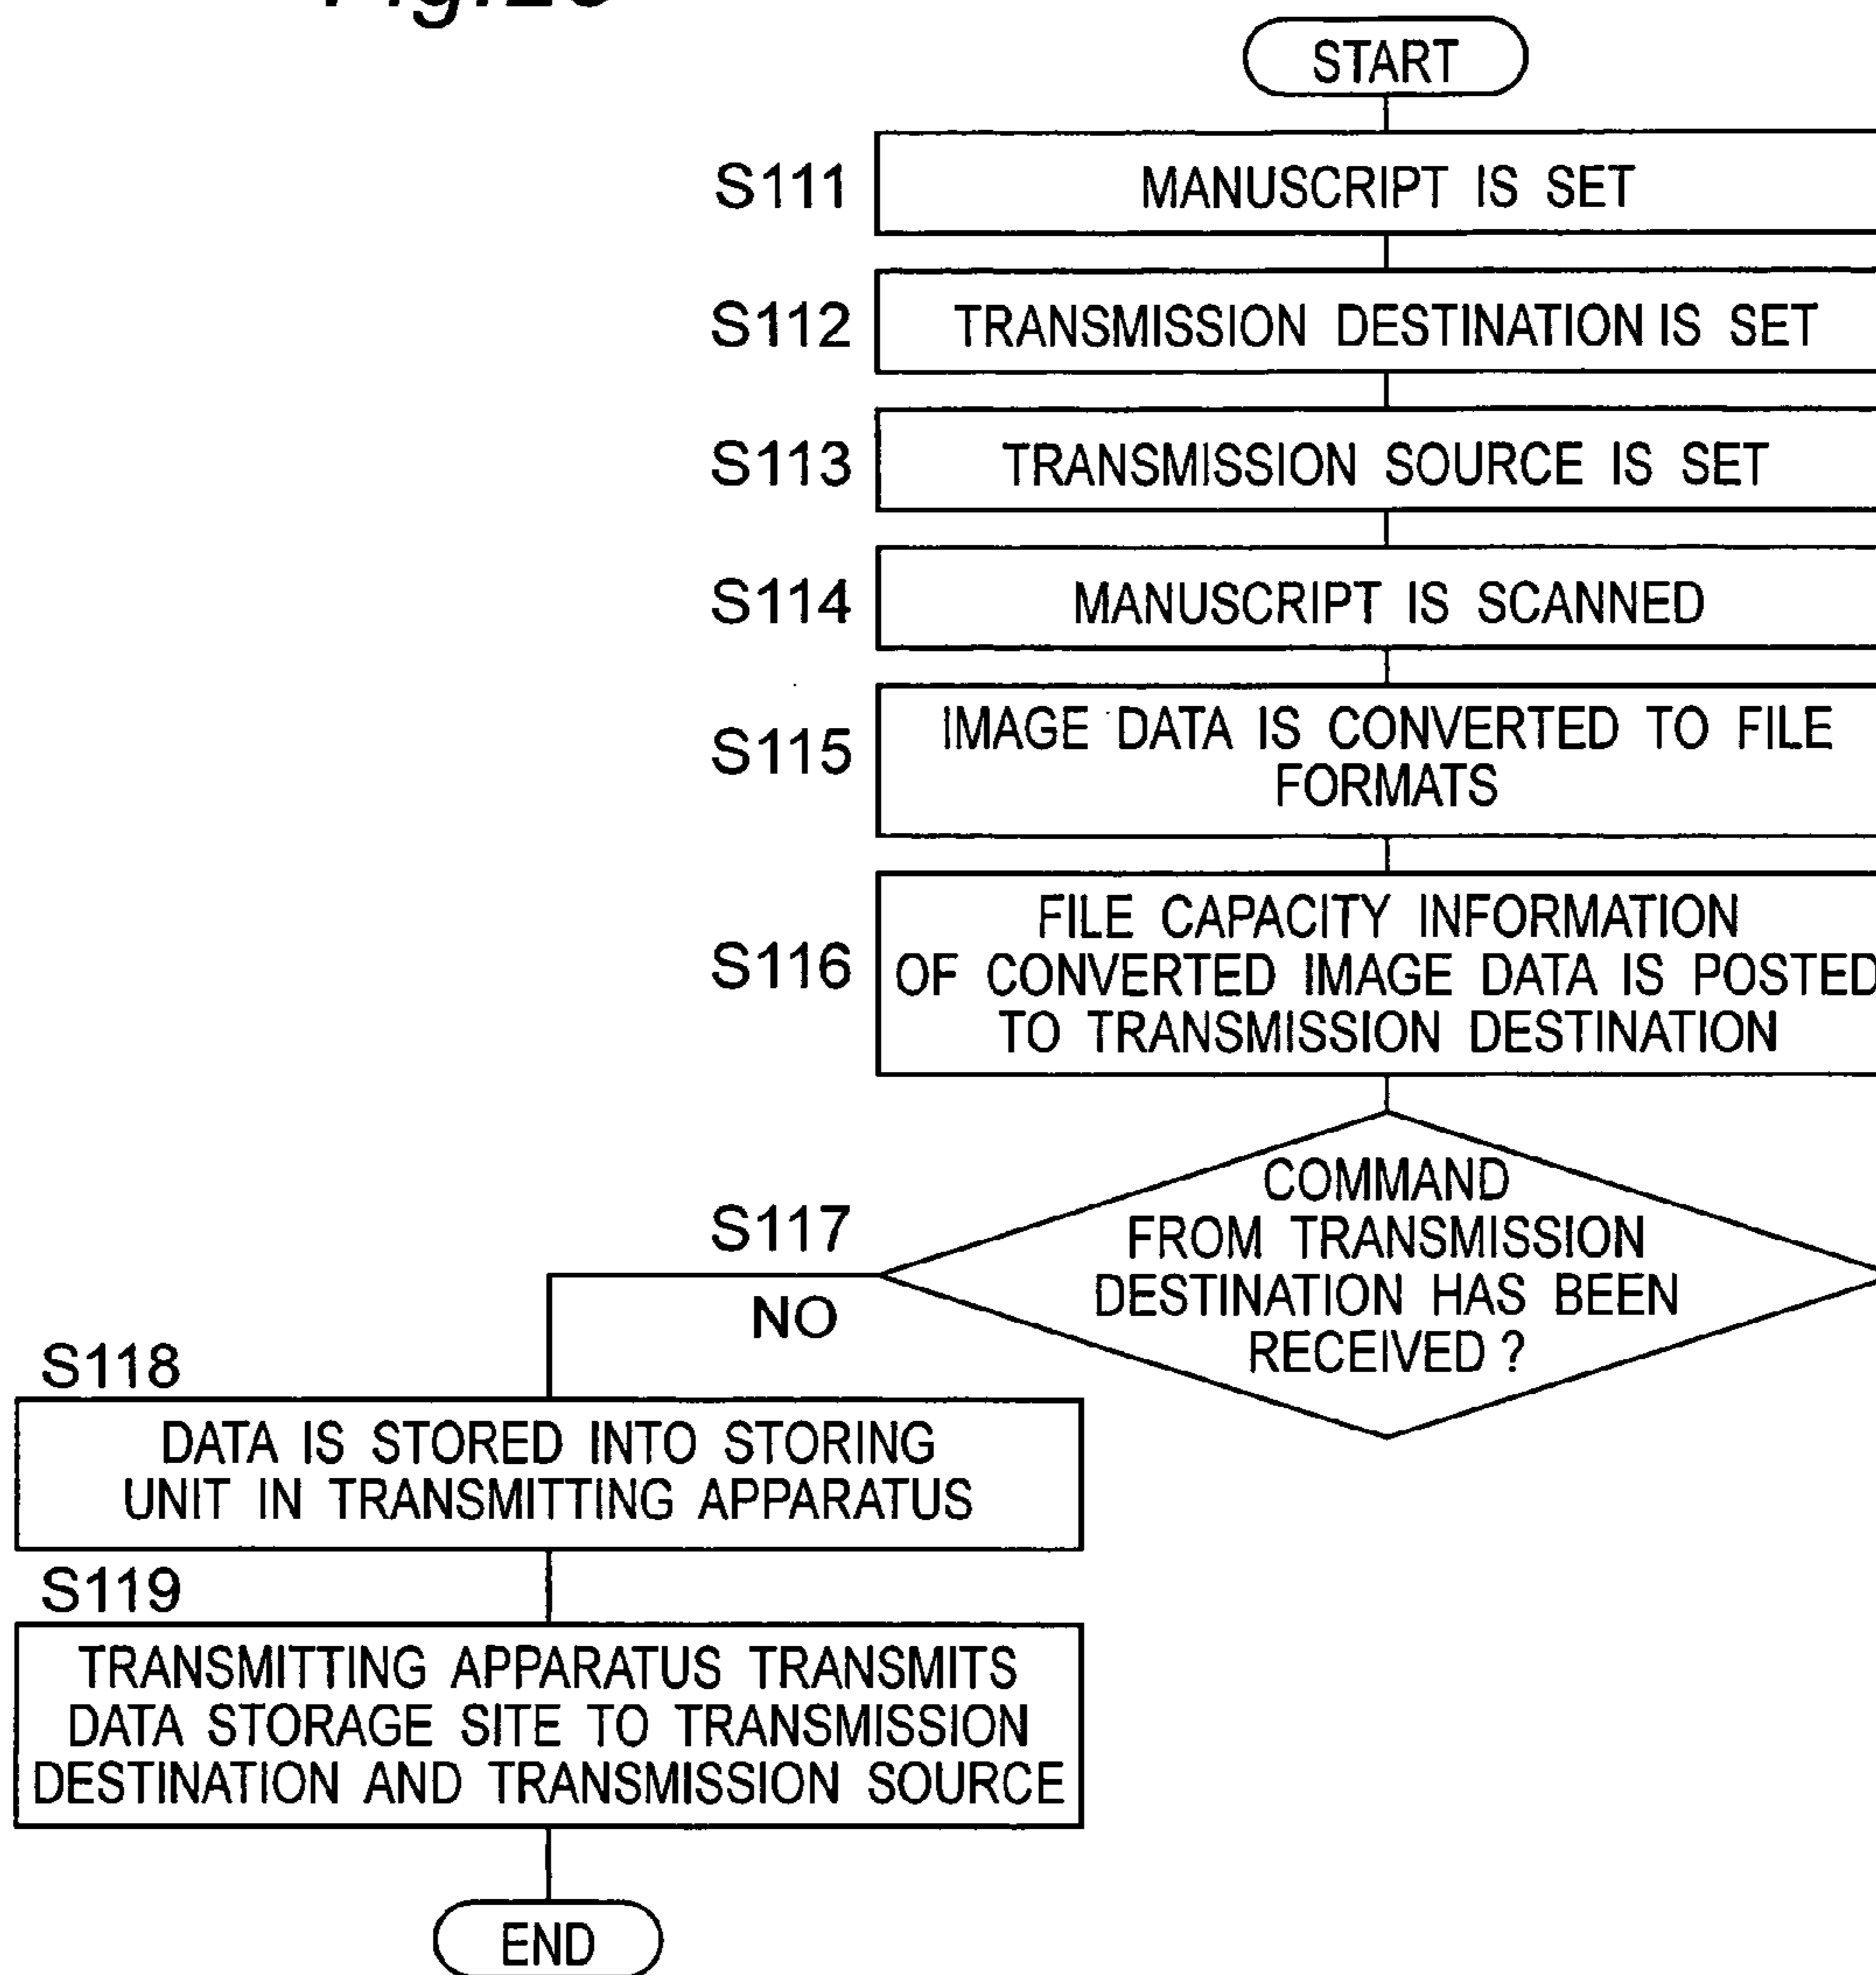 START
S111
MANUSCRIPT IS SET
S112
TRANSMISSION DESTINATION IS SET
S113
TRANSMISSION SOURCE IS SET
S114
MANUSCRIPT IS SCANNED
S115
IMAGE DATA IS CONVERTED TO FILE
FORMATS
S116
FILE CAPACITY INFORMATION
OF CONVERTED IMAGE DATA IS POSTED
TO TRANSMISSION DESTINATION
S117
COMMAND
FROM TRANSMISSION
DESTINATION HAS BEEN
RECEIVED ?
NO
S118
DATA IS STORED INTO STORING
UNIT IN TRANSMITTING APPARATUS
S119
TRANSMITTING APPARATUS TRANSMITS
DATA STORAGE SITE TO TRANSMISSION
DESTINATION AND TRANSMISSION SOURCE
END